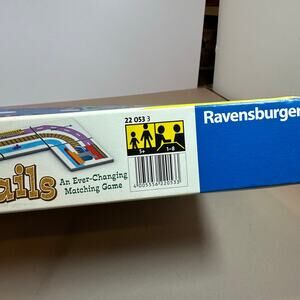 22 053 3
Ravensburger
5+
1-8
ails
An Ever-Changing
Matching Game
4005556220533